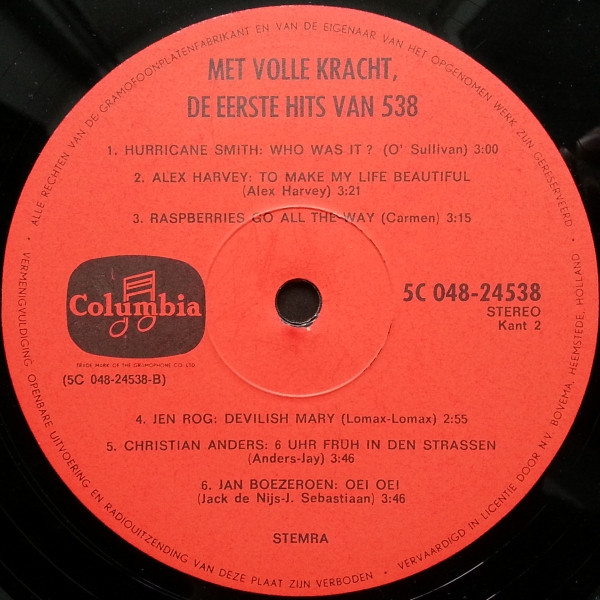 ALLE RECHTEN VAN DE GRAMOFOONPLATENFABRIKANT EN VAN DE EIGENAAR VAN HET OPGENOMEN WERK ZIJN GERESERVEERD
MET VOLLE KRACHT,
DE EERSTE HITS VAN 538
1. HURRICANE SMITH: WHO WAS IT? (O' Sullivan) 3:00
2. ALEX HARVEY: TO MAKE MY LIFE BEAUTIFUL
(Alex Harvey) 3:21
3. RASPBERRIES GO ALL THE WAY (Carmen) 3:15
Columbia
TRADE MARK OF THE GRAMOPHONE CO. LTD.
(5C 048-24538-B)
5C 048-24538
STEREO
Kant 2
4. JEN ROG: DEVILISH MARY (Lomax-Lomax) 2:55
5. CHRISTIAN ANDERS: 6 UHR FRÜH IN DEN STRASSEN
(Anders-Jay) 3:46
6. JAN BOEZEROEN: OEI OEI
(Jack de Nijs-J. Sebastiaan) 3:46
STEMRA
VERMENIGVULDIGING OPENBARE UITVOERING EN RADIOUITZENDING VAN DEZE PLAAT ZIJN VERBODEN - VERVAARDIGD IN LICENTIE DOOR N.V. BOVEMA, HEEMSTEDE, HOLLAND